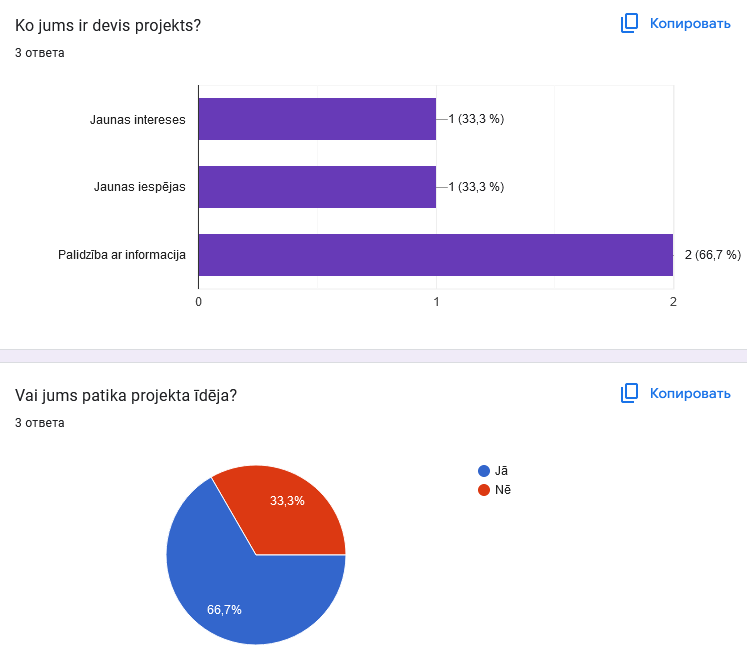 Ko jums ir devis projekts?
Копировать
3 ответа
Jaunas intereses
1 (33,3 %)
Jaunas iespējas
1 (33,3 %)
Palidzība ar informacija
2 (66,7 %)
0 1 2
Vai jums patika projekta īdēja?
Копировать
3 ответа
Jā
Nē
33,3%
66,7%